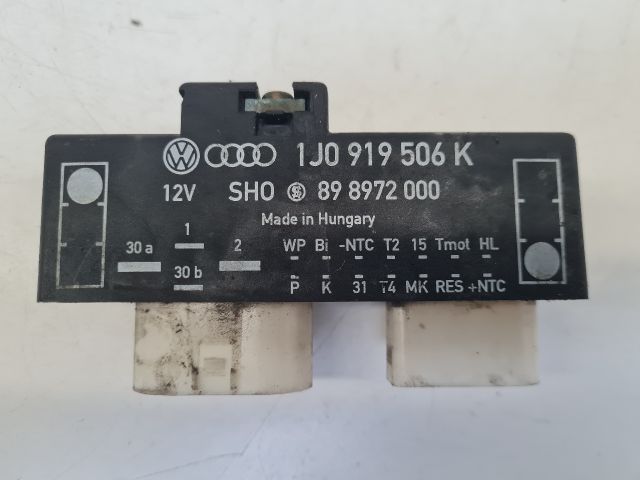 1J0 919 506 K
12V SHO 89 8972 000
Made in Hungary
1
30 a 2 WP Bi -NTC T2 15 Tmot HL
30 b
P K 31 T4 MK RES +NTC